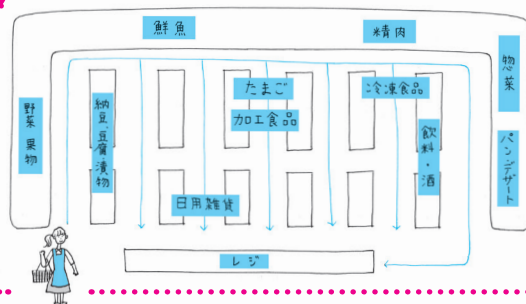 鮮魚
精肉
惣菜
野菜 果物
納豆・豆腐・漬物
たまご
加工食品
冷凍食品
飲料・酒
パン・デザート
日用雑貨
レジ